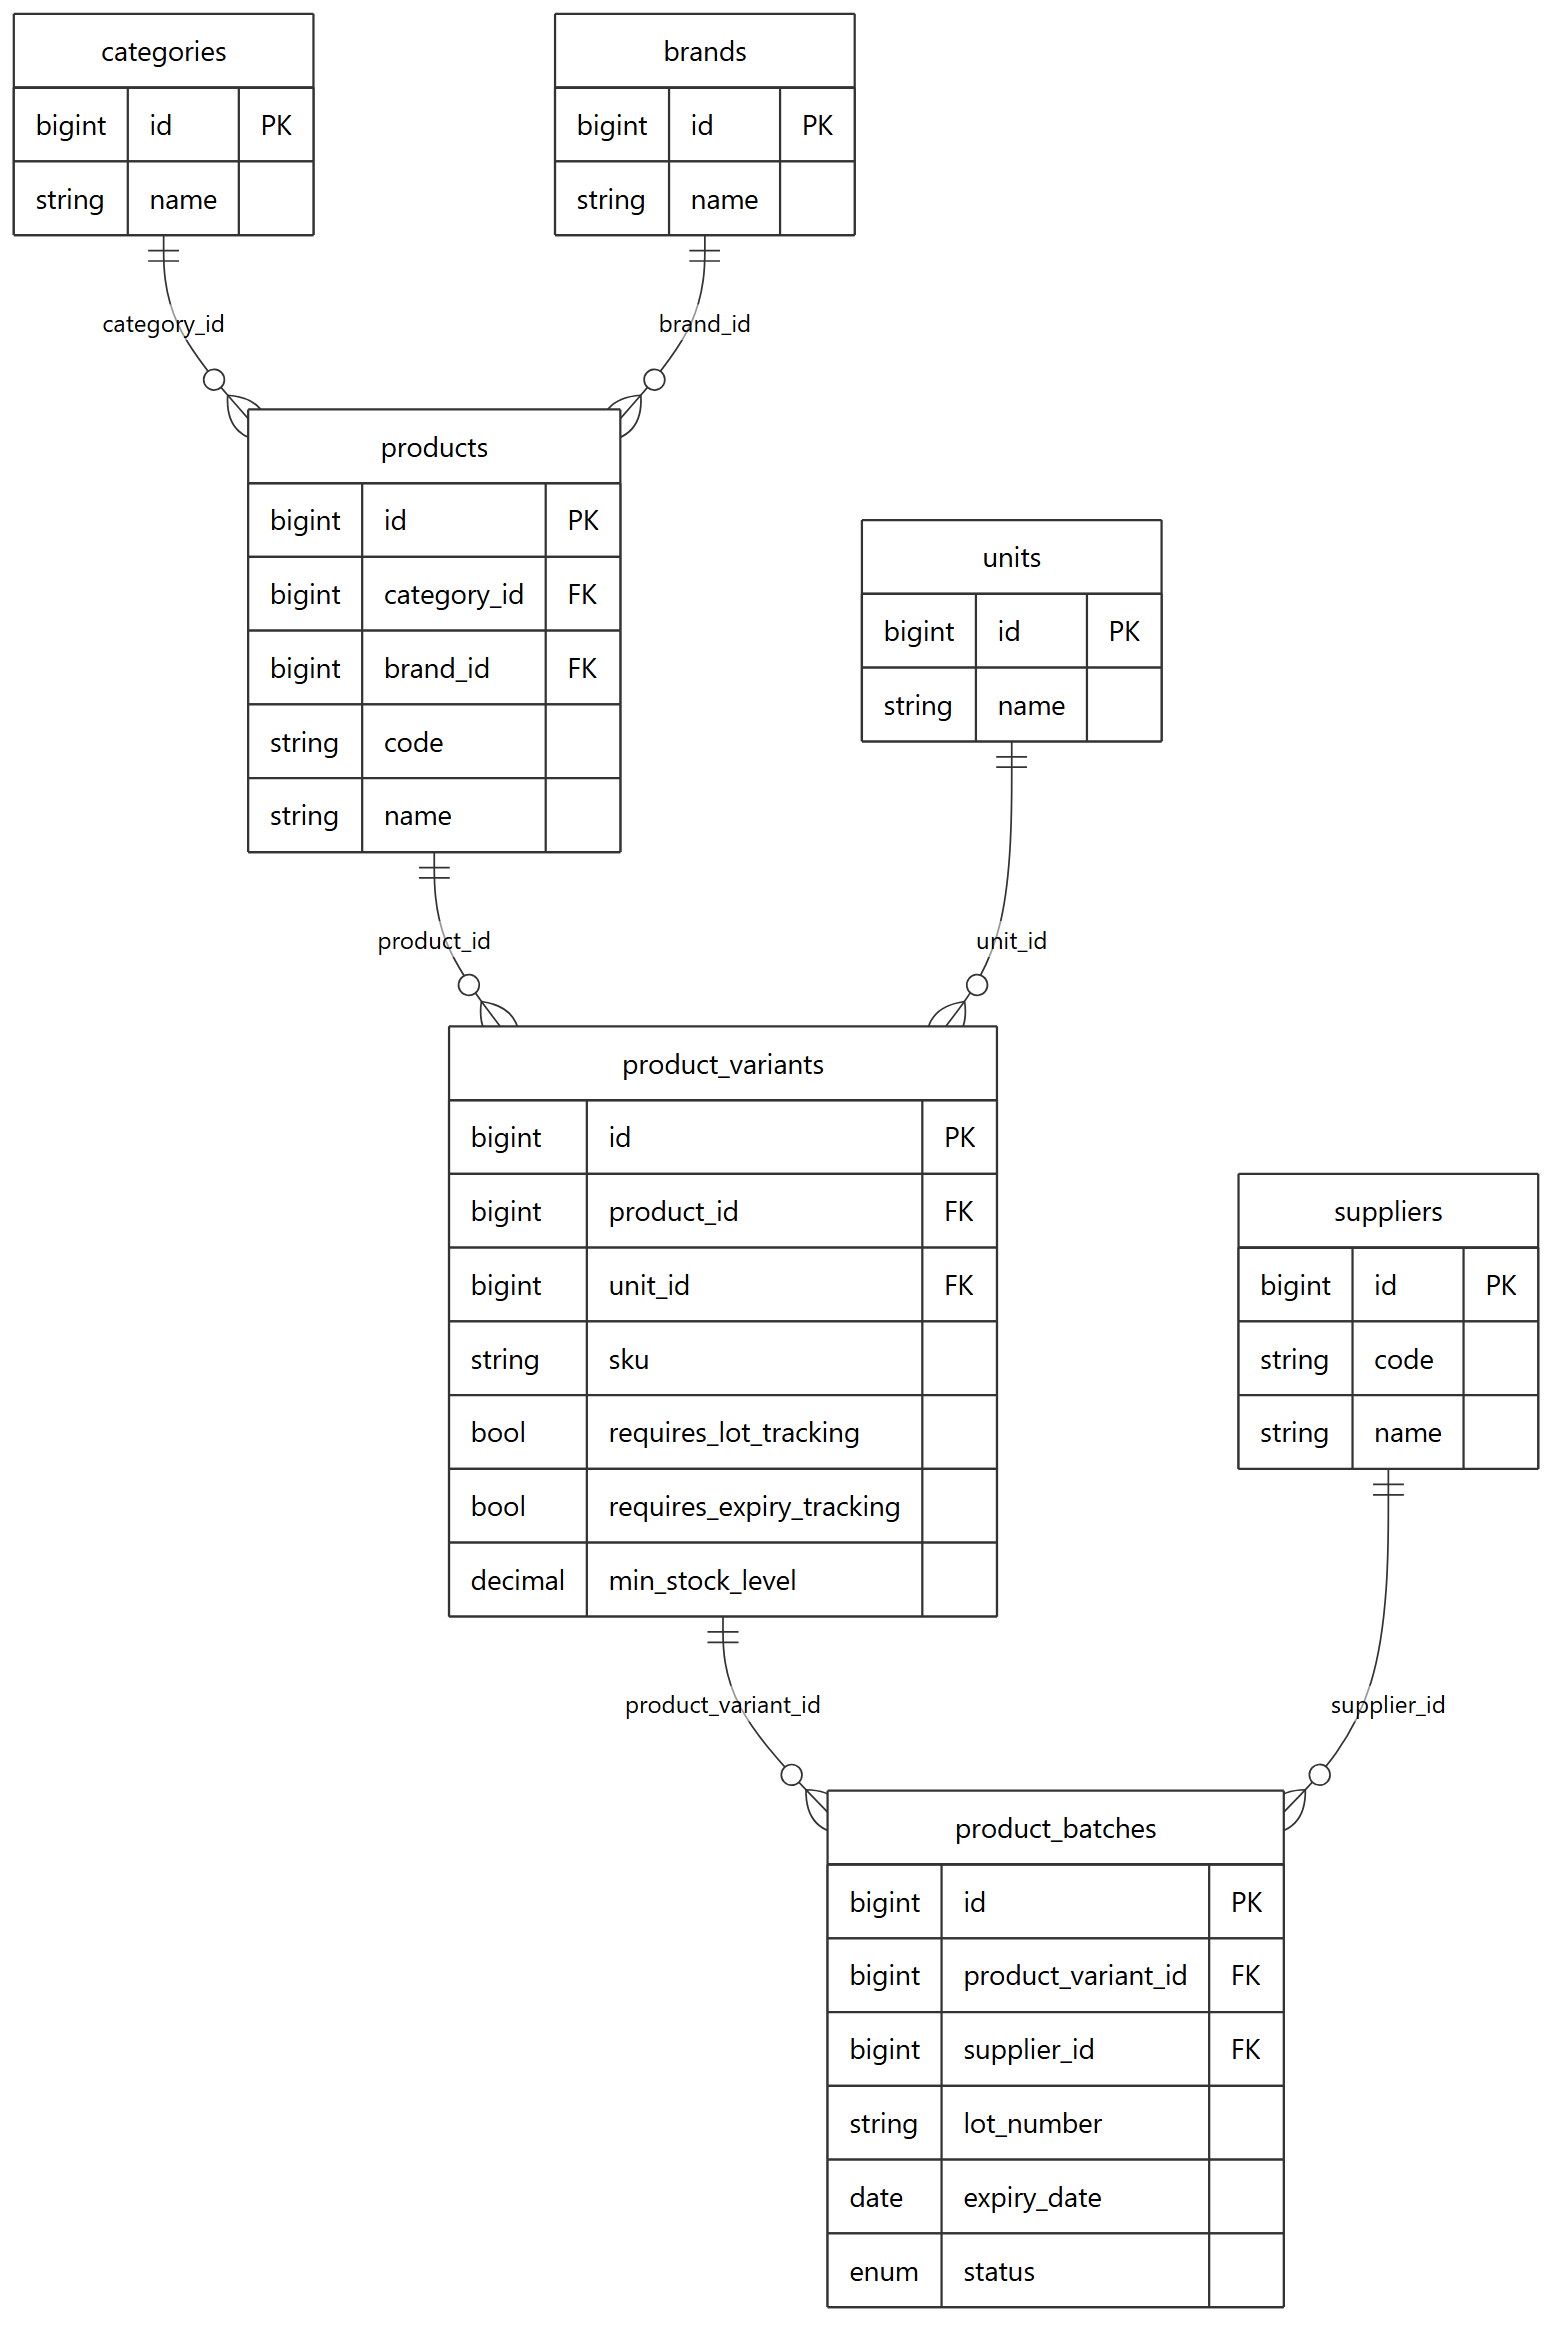 categories
bigint id PK
string name
brands
bigint id PK
string name
category_id
brand_id
products
bigint id PK
bigint category_id FK
bigint brand_id FK
string code
string name
units
bigint id PK
string name
product_id
unit_id
product_variants
bigint id PK
bigint product_id FK
bigint unit_id FK
string sku
bool requires_lot_tracking
bool requires_expiry_tracking
decimal min_stock_level
suppliers
bigint id PK
string code
string name
product_variant_id
supplier_id
product_batches
bigint id PK
bigint product_variant_id FK
bigint supplier_id FK
string lot_number
date expiry_date
enum status